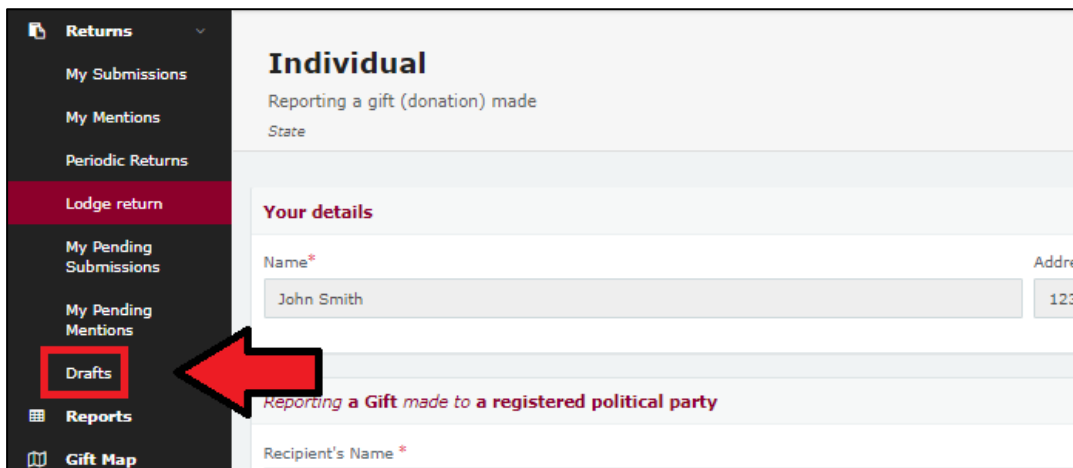 Returns
My Submissions
My Mentions
Periodic Returns
Lodge return
My Pending
Submissions
My Pending
Mentions
Drafts
Reports
Gift Map
Individual
Reporting a gift (donation) made
State
Your details
Name*
John Smith
Addre
123
Reporting a Gift made to a registered political party
Recipient's Name *